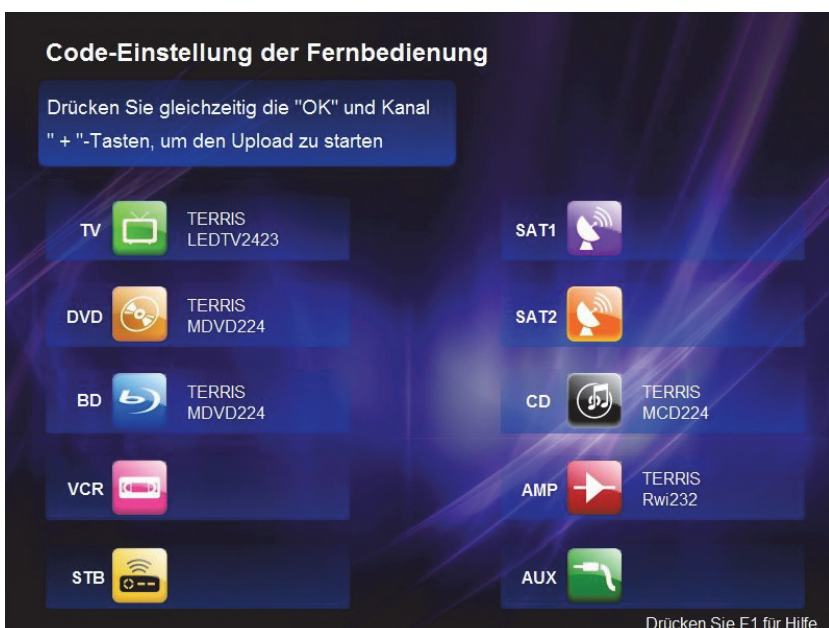 Code-Einstellung der Fernbedienung
Drücken Sie gleichzeitig die "OK" und Kanal
" + "-Tasten, um den Upload zu starten
TV
TERRIS
LEDTV2423
DVD
TERRIS
MDVD224
BD
TERRIS
MDVD224
VCR
STB
SAT1
SAT2
CD
TERRIS
MCD224
AMP
TERRIS
Rwi232
AUX
Drücken Sie F1 für Hilfe